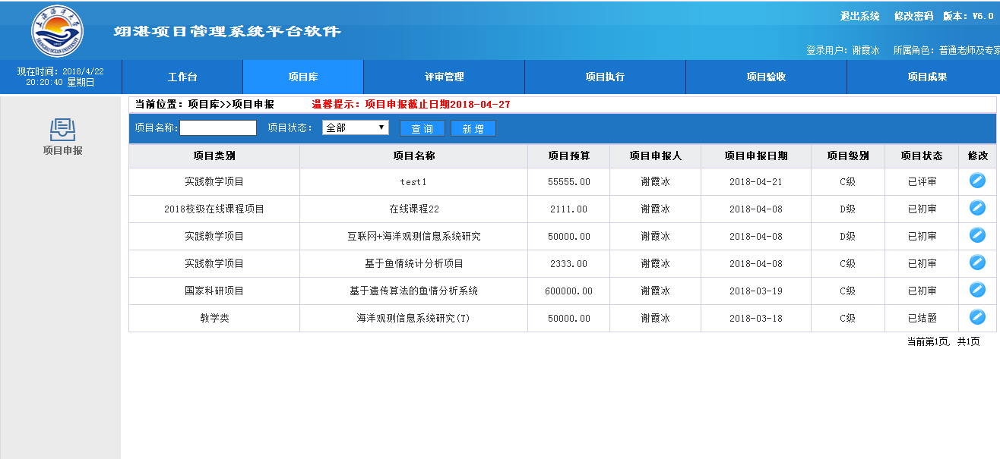 退出系统 修改密码 版本: V6.0
翊湛项目管理系统平台软件
登录用户: 谢霞冰 所属角色: 普通老师及专家
现在时间: 2018/4/22
20:20:40 星期日
工作台 项目库 评审管理 项目执行 项目验收 项目成果
当前位置: 项目库>>项目申报 温馨提示: 项目申报截止日期2018-04-27
项目申报
项目名称: 项目状态: 全部 查询 新增
项目类别 项目名称 项目预算 项目申报人 项目申报日期 项目级别 项目状态 修改
实践教学项目 test1 55555.00 谢霞冰 2018-04-21 C级 已评审
2018校级在线课程项目 在线课程22 2111.00 谢霞冰 2018-04-08 D级 已初审
实践教学项目 互联网+海洋观测信息系统研究 50000.00 谢霞冰 2018-04-08 D级 已初审
实践教学项目 基于鱼情统计分析项目 2333.00 谢霞冰 2018-04-08 C级 已初审
国家科研项目 基于遗传算法的鱼情分析系统 600000.00 谢霞冰 2018-03-19 C级 已初审
教学类 海洋观测信息系统研究(T) 50000.00 谢霞冰 2018-03-18 C级 已结题
当前第1页, 共1页